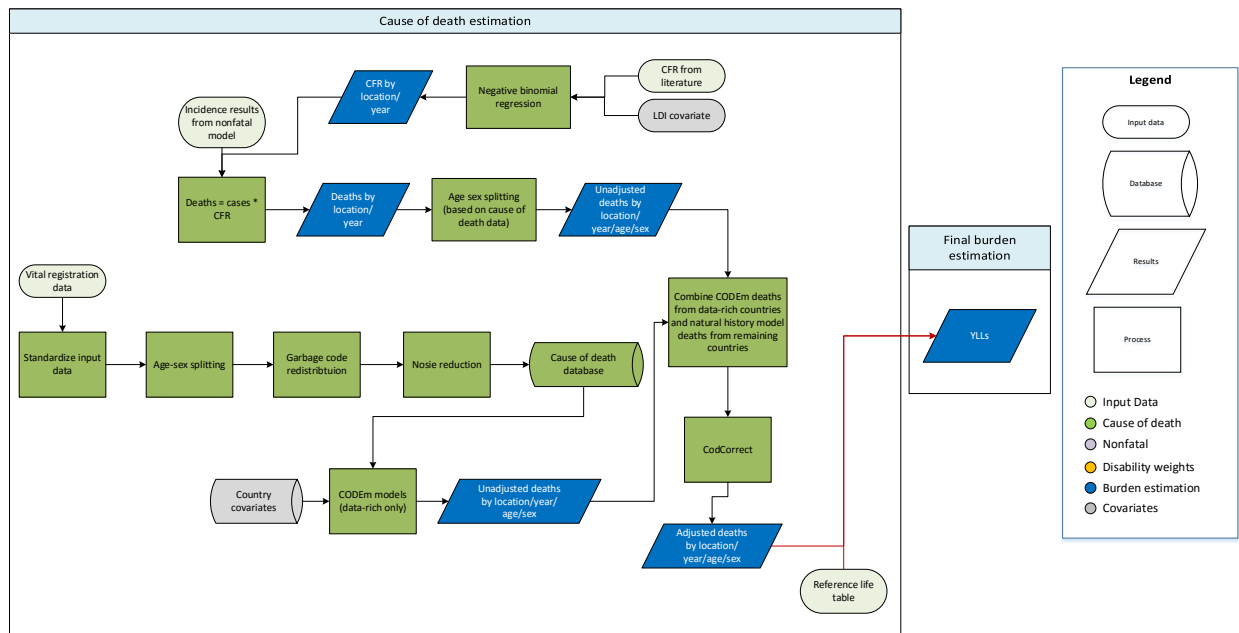 Cause of death estimation
CFR from
literature
LDI covariate
Negative binomial
regression
CFR by
location/
year
Incidence results
from nonfatal
model
Deaths = cases *
CFR
Deaths by
location/
year
Age sex splitting
(based on cause of
death data)
Unadjusted
deaths by
location/
year/age/sex
Vital registration
data
Standardize input
data
Age-sex splitting
Garbage code
redistribtuion
Nosie reduction
Cause of death
database
Combine CODEm deaths
from data-rich countries
and natural history model
deaths from remaining
countries
Country
covariates
CODEm models
(data-rich only)
Unadjusted deaths
by location/year/
age/sex
CodCorrect
Adjusted deaths
by location/
year/age/sex
Reference life
table
Final burden
estimation
YLLs
Legend
Input data
Database
Results
Process
Input Data
Cause of death
Nonfatal
Disability weights
Burden estimation
Covariates